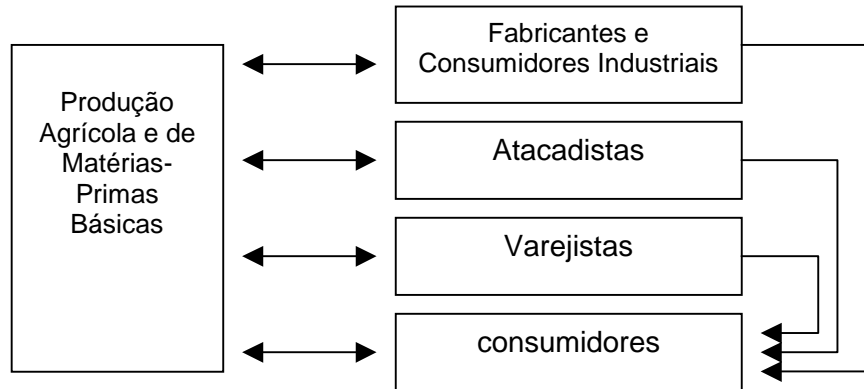 Produção
Agrícola e de
Matérias-
Primas
Básicas
Fabricantes e
Consumidores Industriais
Atacadistas
Varejistas
consumidores